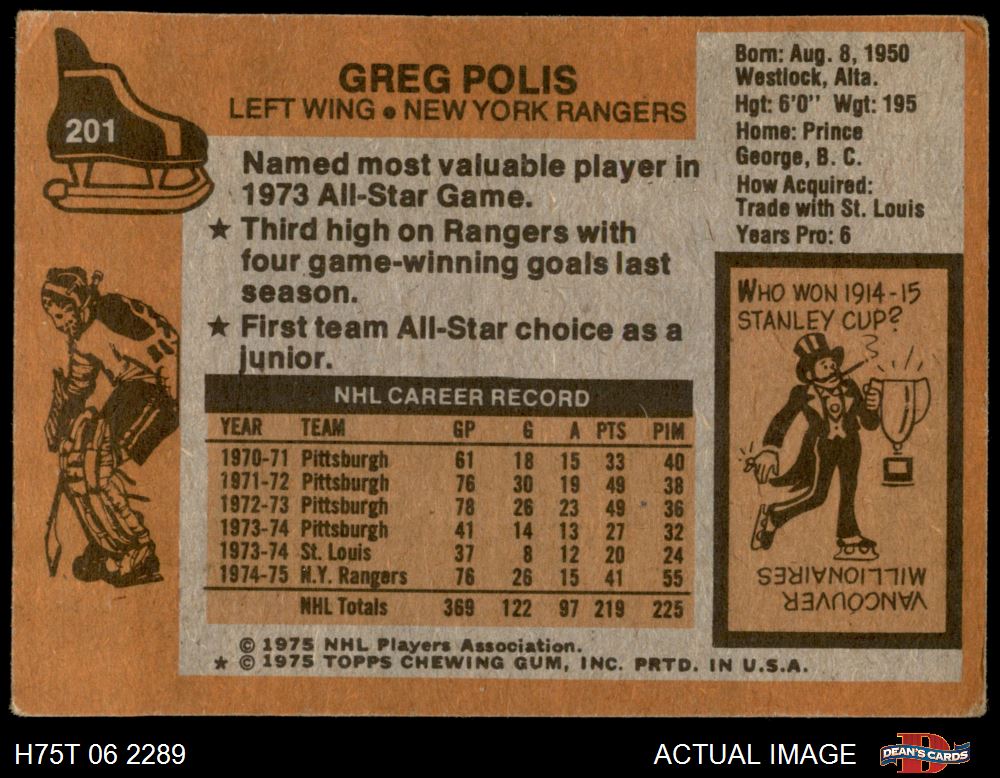 201
GREG POLIS
LEFT WING ● NEW YORK RANGERS
Named most valuable player in
1973 All-Star Game.
★ Third high on Rangers with
four game-winning goals last
season.
★ First team All-Star choice as a
junior.
Born: Aug. 8, 1950
Westlock, Alta.
Hgt: 6'0" Wgt: 195
Home: Prince
George, B. C.
How Acquired:
Trade with St. Louis
Years Pro: 6
WHO WON 1914-15
STANLEY CUP?
VANCOUVER
MILLIONAIRES
NHL CAREER RECORD
YEAR TEAM GP G A PTS PIM
1970-71 Pittsburgh 61 18 15 33 40
1971-72 Pittsburgh 76 30 19 49 38
1972-73 Pittsburgh 78 26 23 49 36
1973-74 Pittsburgh 41 14 13 27 32
1973-74 St. Louis 37 8 12 20 24
1974-75 N.Y. Rangers 76 26 15 41 55
NHL Totals 369 122 97 219 225
© 1975 NHL Players Association.
★ © 1975 TOPPS CHEWING GUM, INC. PRTD. IN U.S.A.
H75T 06 2289
ACTUAL IMAGE
D
DEAN'S CARDS